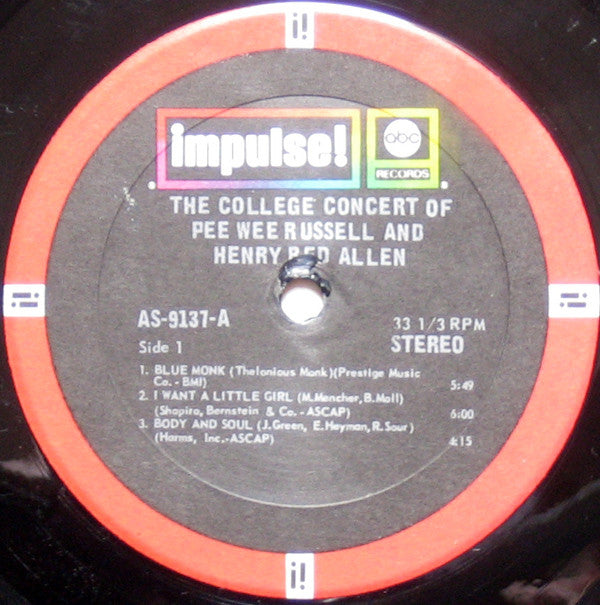 i!
impulse!
abc
RECORDS
THE COLLEGE CONCERT OF
PEE WEE RUSSELL AND
HENRY RED ALLEN
AS-9137-A
33 1/3 RPM
Side 1
STEREO
1. BLUE MONK (Thelonious Monk)(Prestige Music
Co. - BMI) 5:49
2. I WANT A LITTLE GIRL (M.Mencher, B.Moll)
(Shapiro, Bernstein & Co. - ASCAP) 6:00
3. BODY AND SOUL (J.Green, E.Heyman, R.Sour)
(Harms, Inc.-ASCAP) 4:15
i!
i!
i!